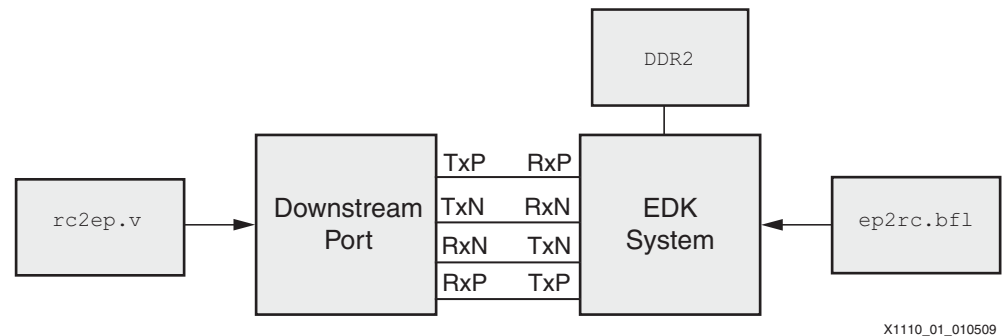 DDR2
TxP RxP
rc2ep.v
Downstream
Port
TxN RxN
EDK
System
ep2rc.bfl
RxN TxN
RxP TxP
X1110_01_010509